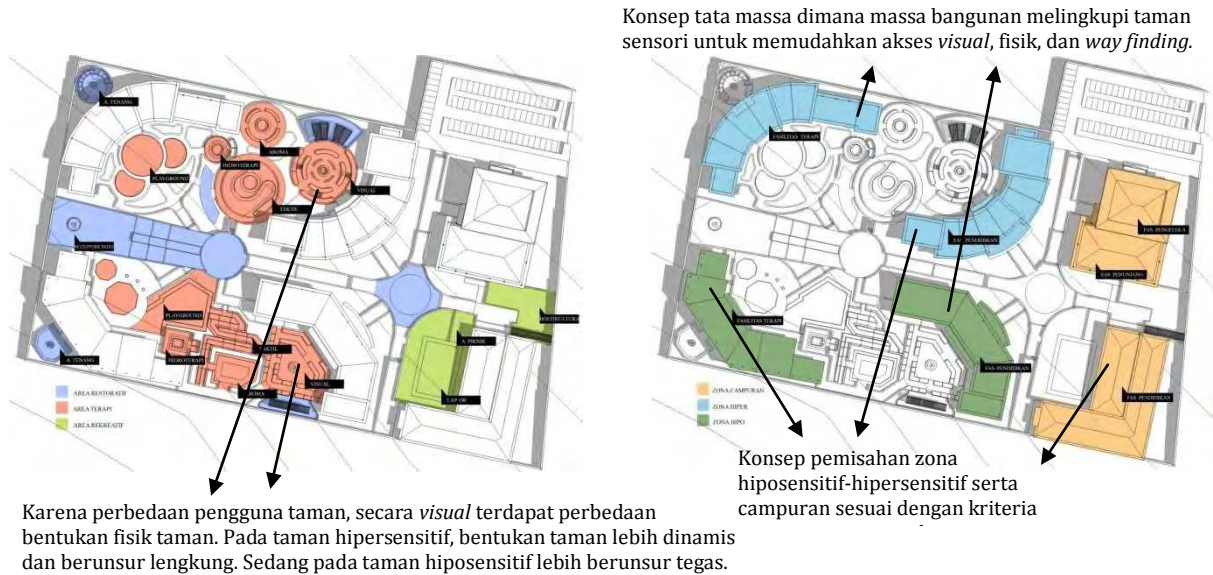 Konsep tata massa dimana massa bangunan melingkupi taman
sensori untuk memudahkan akses visual, fisik, dan way finding.
A. TENANG
AROMA
HIDROTERAPI
PLAYGROUND
VISUAL
TAKTIL
PLAYGROUND
HORTIKULTURA
TAKTIL
A. PIKNIK
A. TENANG
HIDROTERAPI
VISUAL
AROMA
LAP OR
AREA RESTORATIF
AREA TERAPI
AREA REKREATIF
FASILITAS TERAPI
FAS PENDIDIKAN
FAS PENGELOLA
FAS PENUNJANG
FASILITAS TERAPI
FAS PENDIDIKAN
FAS PENDIDIKAN
ZONA CAMPURAN
ZONA HIPER
ZONA HIPO
Konsep pemisahan zona
hiposensitif-hipersensitif serta
campuran sesuai dengan kriteria
Karena perbedaan pengguna taman, secara visual terdapat perbedaan
bentukan fisik taman. Pada taman hipersensitif, bentukan taman lebih dinamis
dan berunsur lengkung. Sedang pada taman hiposensitif lebih berunsur tegas.